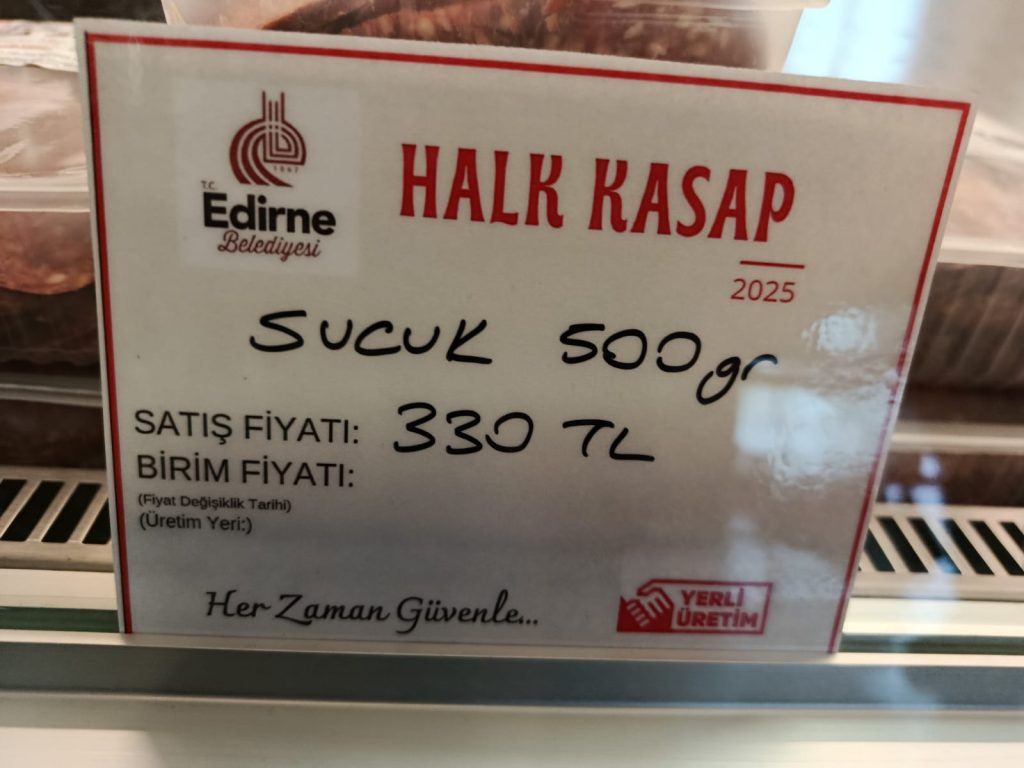 1867
T.C.
Edirne
Belediyesi
HALK KASAP
2025
SUCUK 500gr
SATIŞ FİYATI: 330 TL
BİRİM FİYATI:
(Fiyat Değişiklik Tarihi)
(Üretim Yeri:)
Her Zaman Güvenle...
YERLİ
ÜRETİM